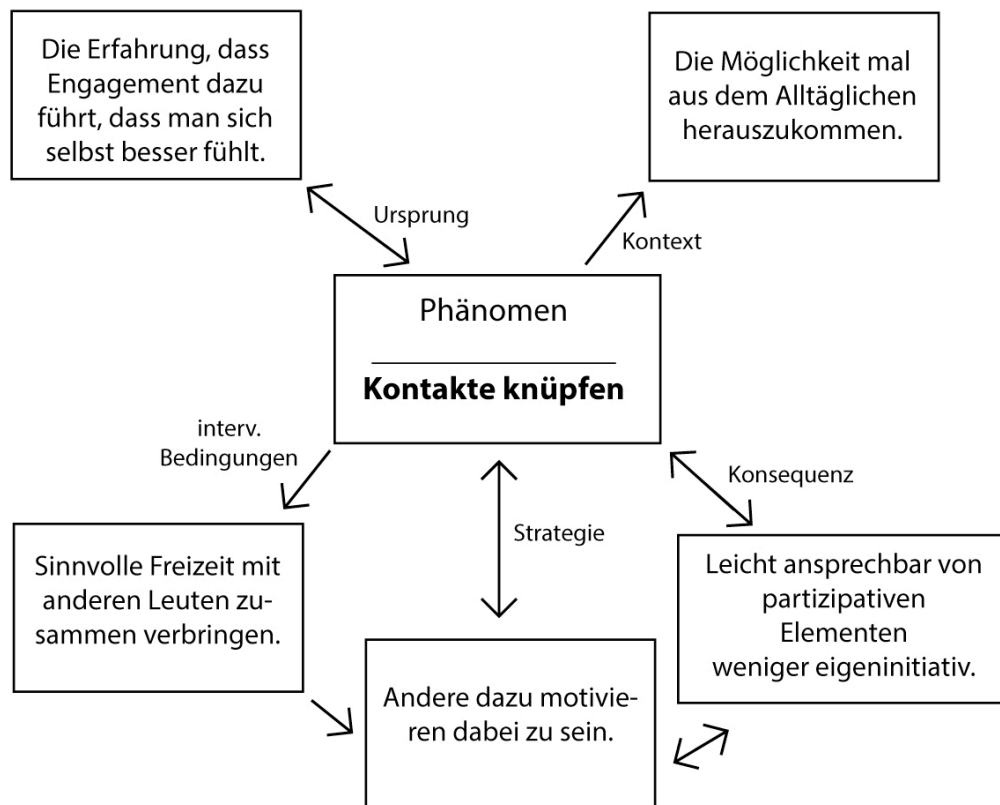 Die Erfahrung, dass
Engagement dazu
führt, dass man sich
selbst besser fühlt.
Die Möglichkeit mal
aus dem Alltäglichen
herauszukommen.
Ursprung
Kontext
Phänomen
Kontakte knüpfen
interv.
Bedingungen
Konsequenz
Strategie
Sinnvolle Freizeit mit
anderen Leuten zu-
sammen verbringen.
Leicht ansprechbar von
partizipativen
Elementen
weniger eigeninitiativ.
Andere dazu motivie-
ren dabei zu sein.